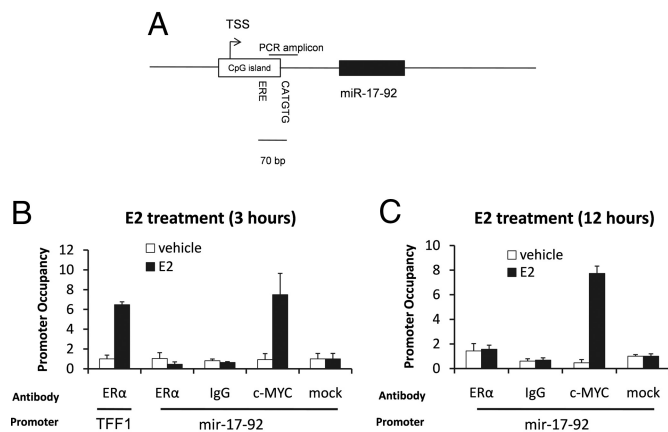 A
TSS
PCR amplicon
CpG island
ERE
CATGTG
miR-17-92
70 bp
B
E2 treatment (3 hours)
Promoter Occupancy
12
10
8
6
4
2
0
vehicle
E2
Antibody
ERα
ERα
IgG
c-MYC
mock
Promoter
TFF1
mir-17-92
C
E2 treatment (12 hours)
Promoter Occupancy
10
8
6
4
2
0
vehicle
E2
Antibody
ERα
IgG
c-MYC
mock
Promoter
mir-17-92